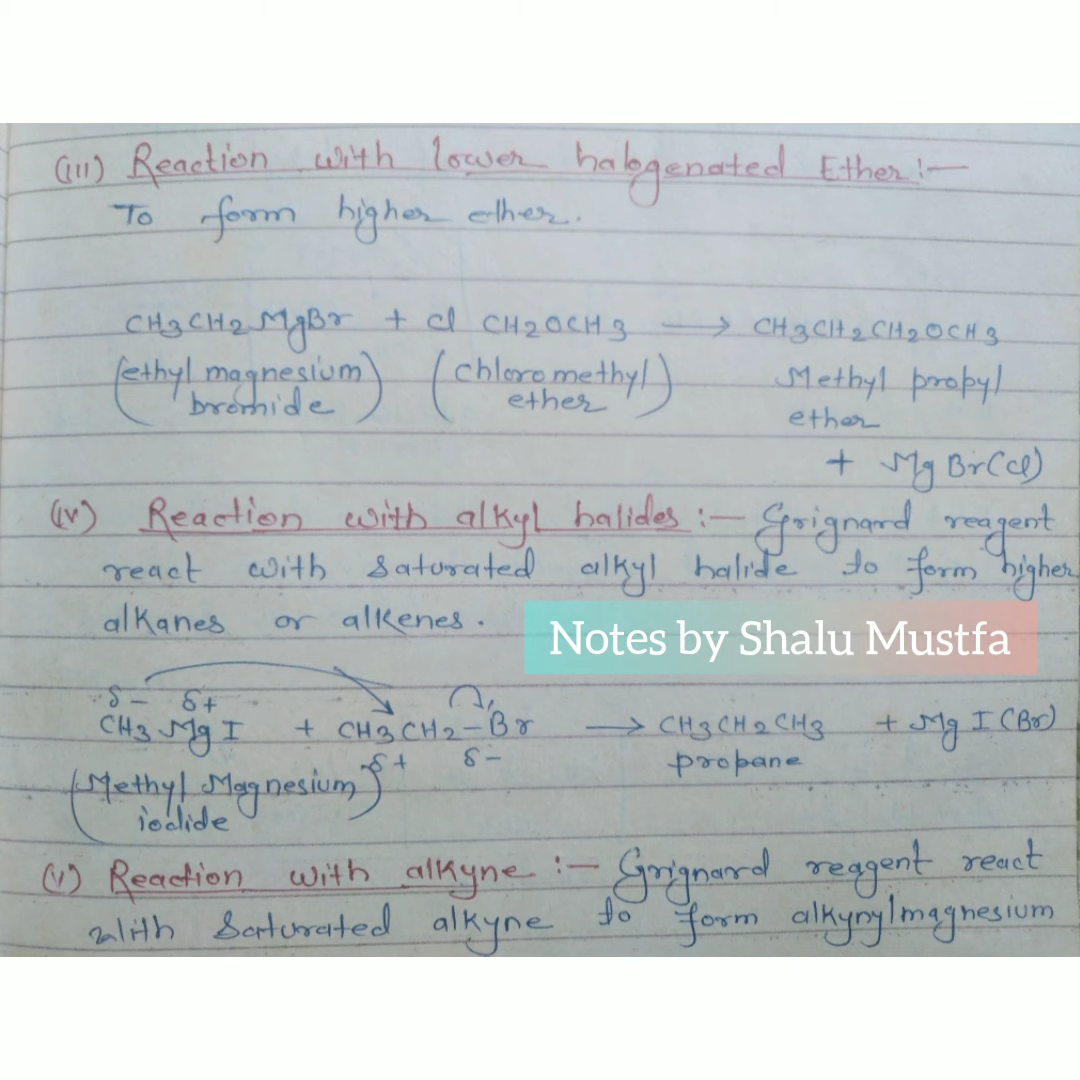 (iii) Reaction with lower halogenated Ether :-
To form higher ether.
CH3CH2MgBr + Cl CH2OCH3 ⟶ CH3CH2CH2OCH3
(ethyl magnesium bromide) (chloromethyl ether) Methyl propyl ether
+ MgBr(Cl)
(iv) Reaction with alkyl halides :- Grignard reagent
react with saturated alkyl halide to form higher
alkanes or alkenes.
Notes by Shalu Mustfa
δ- δ+
CH3MgI + CH3CH2-Br ⟶ CH3CH2CH3 + MgI(Br)
δ+ δ- propane
(Methyl Magnesium
iodide)
(v) Reaction with alkyne :- Grignard reagent react
with saturated alkyne to form alkynylmagnesium